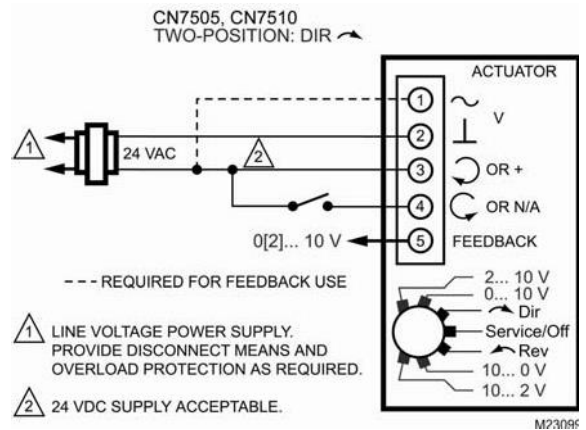 CN7505, CN7510
TWO-POSITION: DIR
ACTUATOR
1
V
2
1
24 VAC
2
3
OR +
4
OR N/A
0[2]... 10 V
5
FEEDBACK
--- REQUIRED FOR FEEDBACK USE
2... 10 V
0... 10 V
Dir
Service/Off
Rev
10... 0 V
10... 2 V
1 LINE VOLTAGE POWER SUPPLY.
PROVIDE DISCONNECT MEANS AND
OVERLOAD PROTECTION AS REQUIRED.
2 24 VDC SUPPLY ACCEPTABLE.
M23099